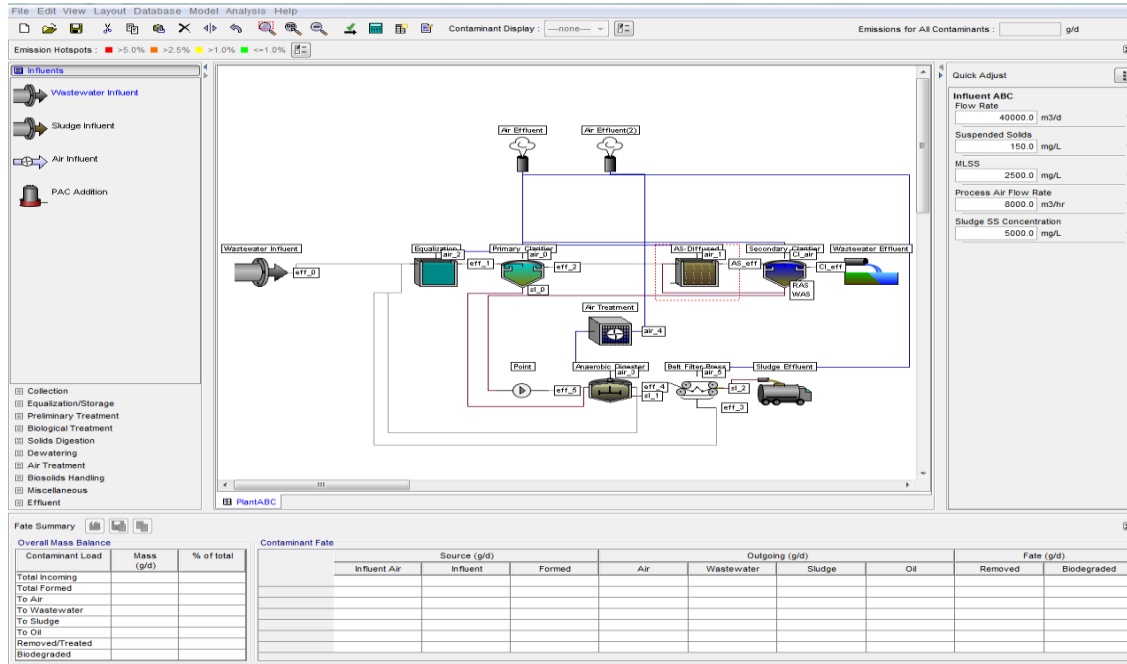 File Edit View Layout Database Model Analysis Help
Contaminant Display : ---none---
Emissions for All Contaminants : g/d
Emission Hotspots : >5.0% >2.5% >1.0% <=1.0%
Influents
Wastewater Influent
Sludge Influent
Air Influent
PAC Addition
Collection
Equalization/Storage
Preliminary Treatment
Biological Treatment
Solids Digestion
Dewatering
Air Treatment
Biosolids Handling
Miscellaneous
Effluent
Air Effluent
Air Effluent(2)
Wastewater Influent
eff_0
Equalization
air_2
eff_1
Primary Clarifier
air_0
eff_2
sl_0
AS-Diffused
air_1
AS_eff
Secondary Clarifier
Cl_air
Cl_eff
RAS
WAS
Wastewater Effluent
Air Treatment
air_4
Point
eff_5
Anaerobic Digester
air_3
eff_4
sl_1
Belt Filter Press
air_5
sl_2
eff_3
Sludge Effluent
PlantABC
Quick Adjust
Influent ABC
Flow Rate
40000.0 m3/d
Suspended Solids
150.0 mg/L
MLSS
2500.0 mg/L
Process Air Flow Rate
8000.0 m3/hr
Sludge SS Concentration
5000.0 mg/L
Fate Summary
Overall Mass Balance
Contaminant Load Mass (g/d) % of total
Total Incoming
Total Formed
To Air
To Wastewater
To Sludge
To Oil
Removed/Treated
Biodegraded
Contaminant Fate
Source (g/d) Outgoing (g/d) Fate (g/d)
Influent Air Influent Formed Air Wastewater Sludge Oil Removed Biodegraded